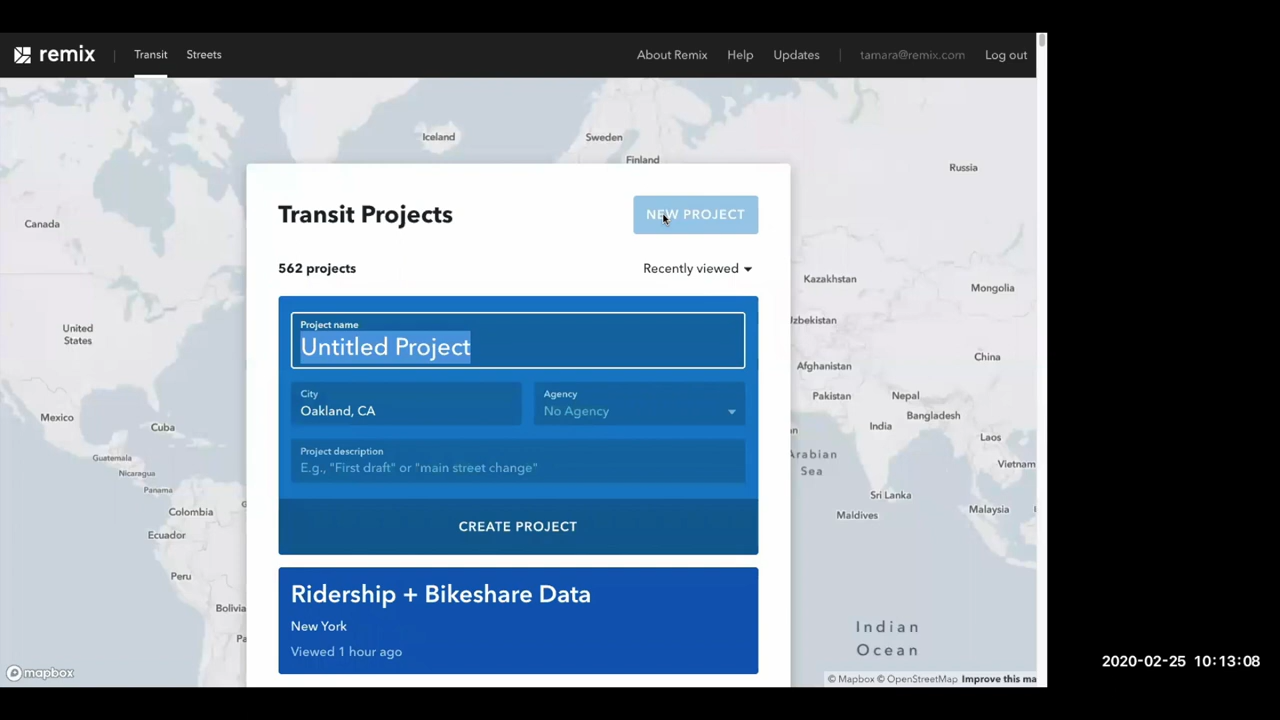 remix
Transit
Streets
About Remix
Help
Updates
tamara@remix.com
Log out
Iceland
Sweden
Finland
Russia
Canada
Transit Projects
NEW PROJECT
562 projects
Recently viewed
Kazakhstan
Mongolia
Project name
Untitled Project
United
States
Jzbekistan
China
Afghanistan
City
Oakland, CA
Agency
No Agency
Pakistan
Nepal
Bangladesh
Mexico
Cuba
India
Laos
Guatemala
Nicaragua
Project description
E.g., "First draft" or "main street change"
Arabian
Sea
Vietnam
Panama
Colombia
Sri Lanka
Maldives
Malaysia
Ecuador
CREATE PROJECT
Peru
Ridership + Bikeshare Data
New York
Viewed 1 hour ago
Bolivia
Indian
Ocean
mapbox
© Mapbox © OpenStreetMap Improve this ma
2020-02-25 10:13:08